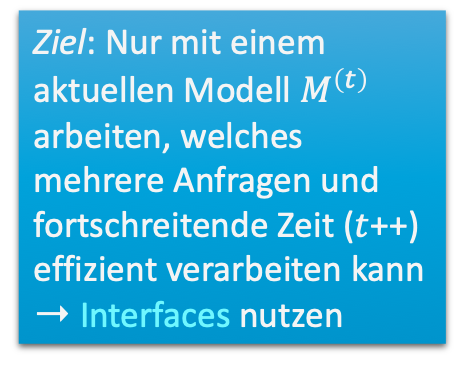 Ziel: Nur mit einem
aktuellen Modell M^(t)
arbeiten, welches
mehrere Anfragen und
fortschreitende Zeit (t++)
effizient verarbeiten kann
→ Interfaces nutzen